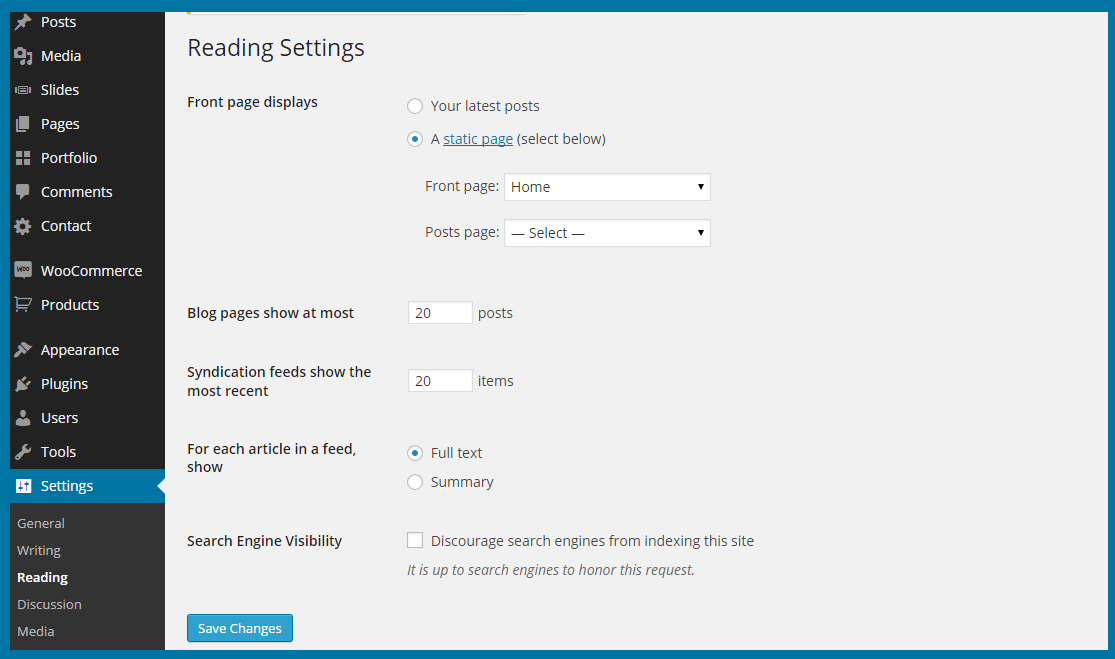 Posts
Media
Slides
Pages
Portfolio
Comments
Contact
WOO WooCommerce
Products
Appearance
Plugins
Users
Tools
Settings
General
Writing
Reading
Discussion
Media
Reading Settings
Front page displays
Your latest posts
A static page (select below)
Front page: Home
Posts page: — Select —
Blog pages show at most 20 posts
Syndication feeds show the
most recent
20 items
For each article in a feed,
show
Full text
Summary
Search Engine Visibility
Discourage search engines from indexing this site
It is up to search engines to honor this request.
Save Changes